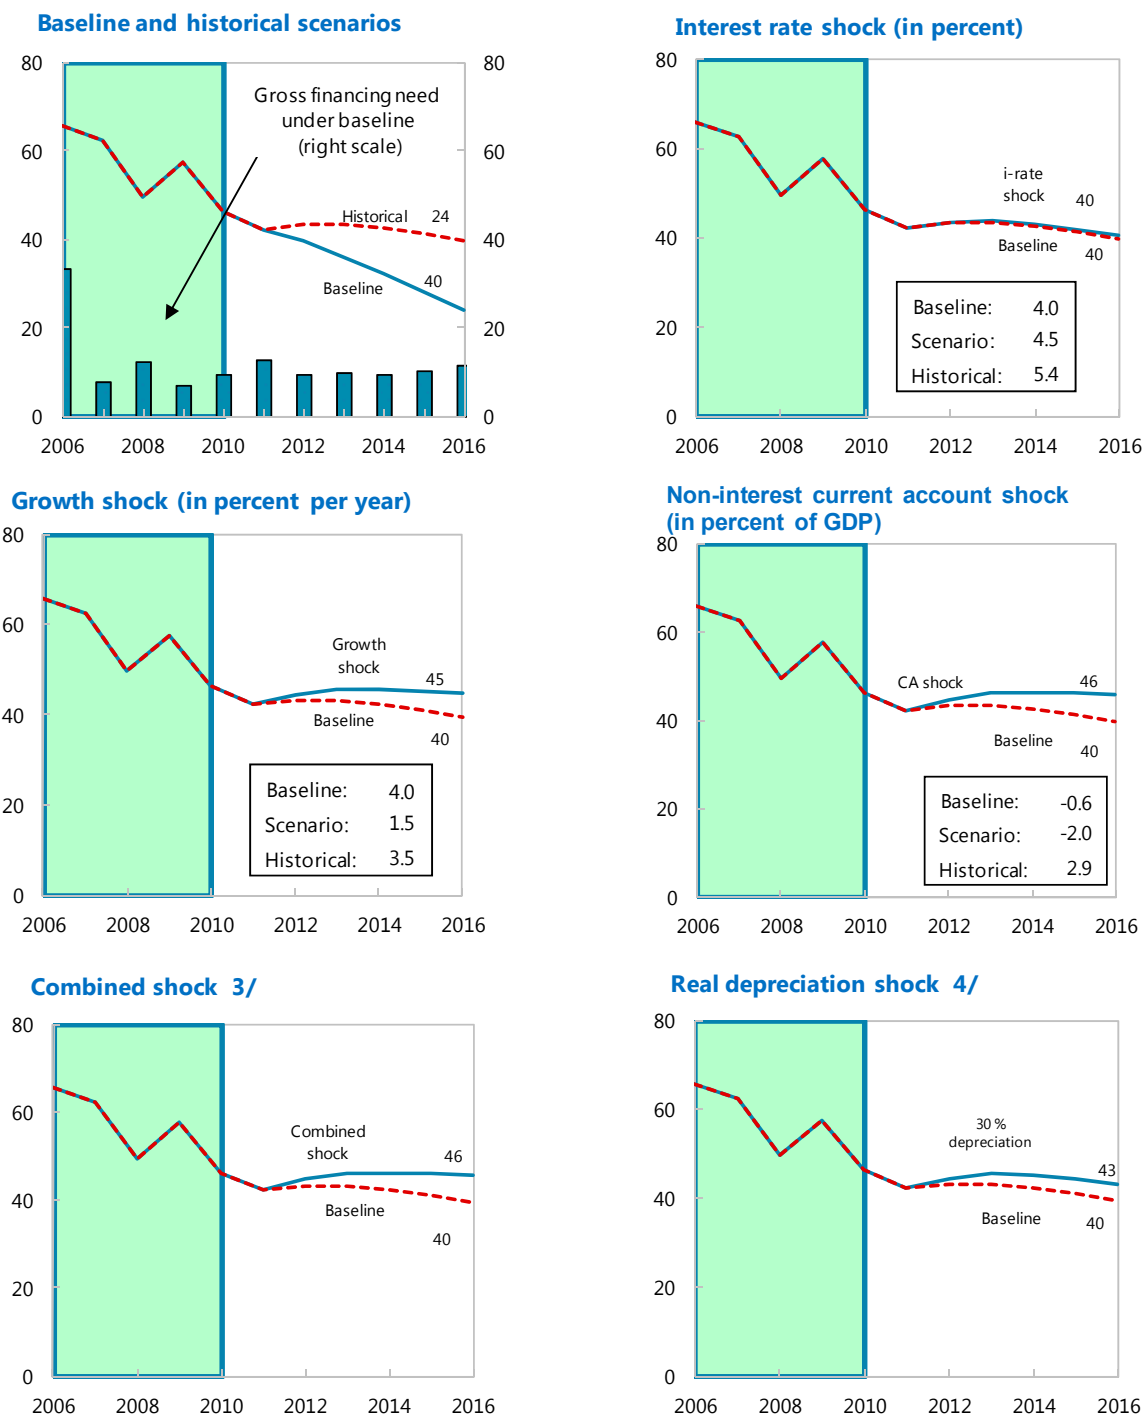 Baseline and historical scenarios
80
60
40
20
0
80
60
40
20
0
Gross financing need
under baseline
(right scale)
Historical 24
40
Baseline
2006 2008 2010 2012 2014 2016
Interest rate shock (in percent)
80
60
40
20
0
i-rate
shock 40
Baseline
40
Baseline: 4.0
Scenario: 4.5
Historical: 5.4
2006 2008 2010 2012 2014 2016
Growth shock (in percent per year)
80
60
40
20
0
Growth
shock
45
Baseline
40
Baseline: 4.0
Scenario: 1.5
Historical: 3.5
2006 2008 2010 2012 2014 2016
Non-interest current account shock
(in percent of GDP)
80
60
40
20
0
CA shock 46
Baseline
40
Baseline: -0.6
Scenario: -2.0
Historical: 2.9
2006 2008 2010 2012 2014 2016
Combined shock 3/
80
60
40
20
0
Combined
shock
46
Baseline
40
2006 2008 2010 2012 2014 2016
Real depreciation shock 4/
80
60
40
20
0
30 %
depreciation
43
Baseline
40
2006 2008 2010 2012 2014 2016